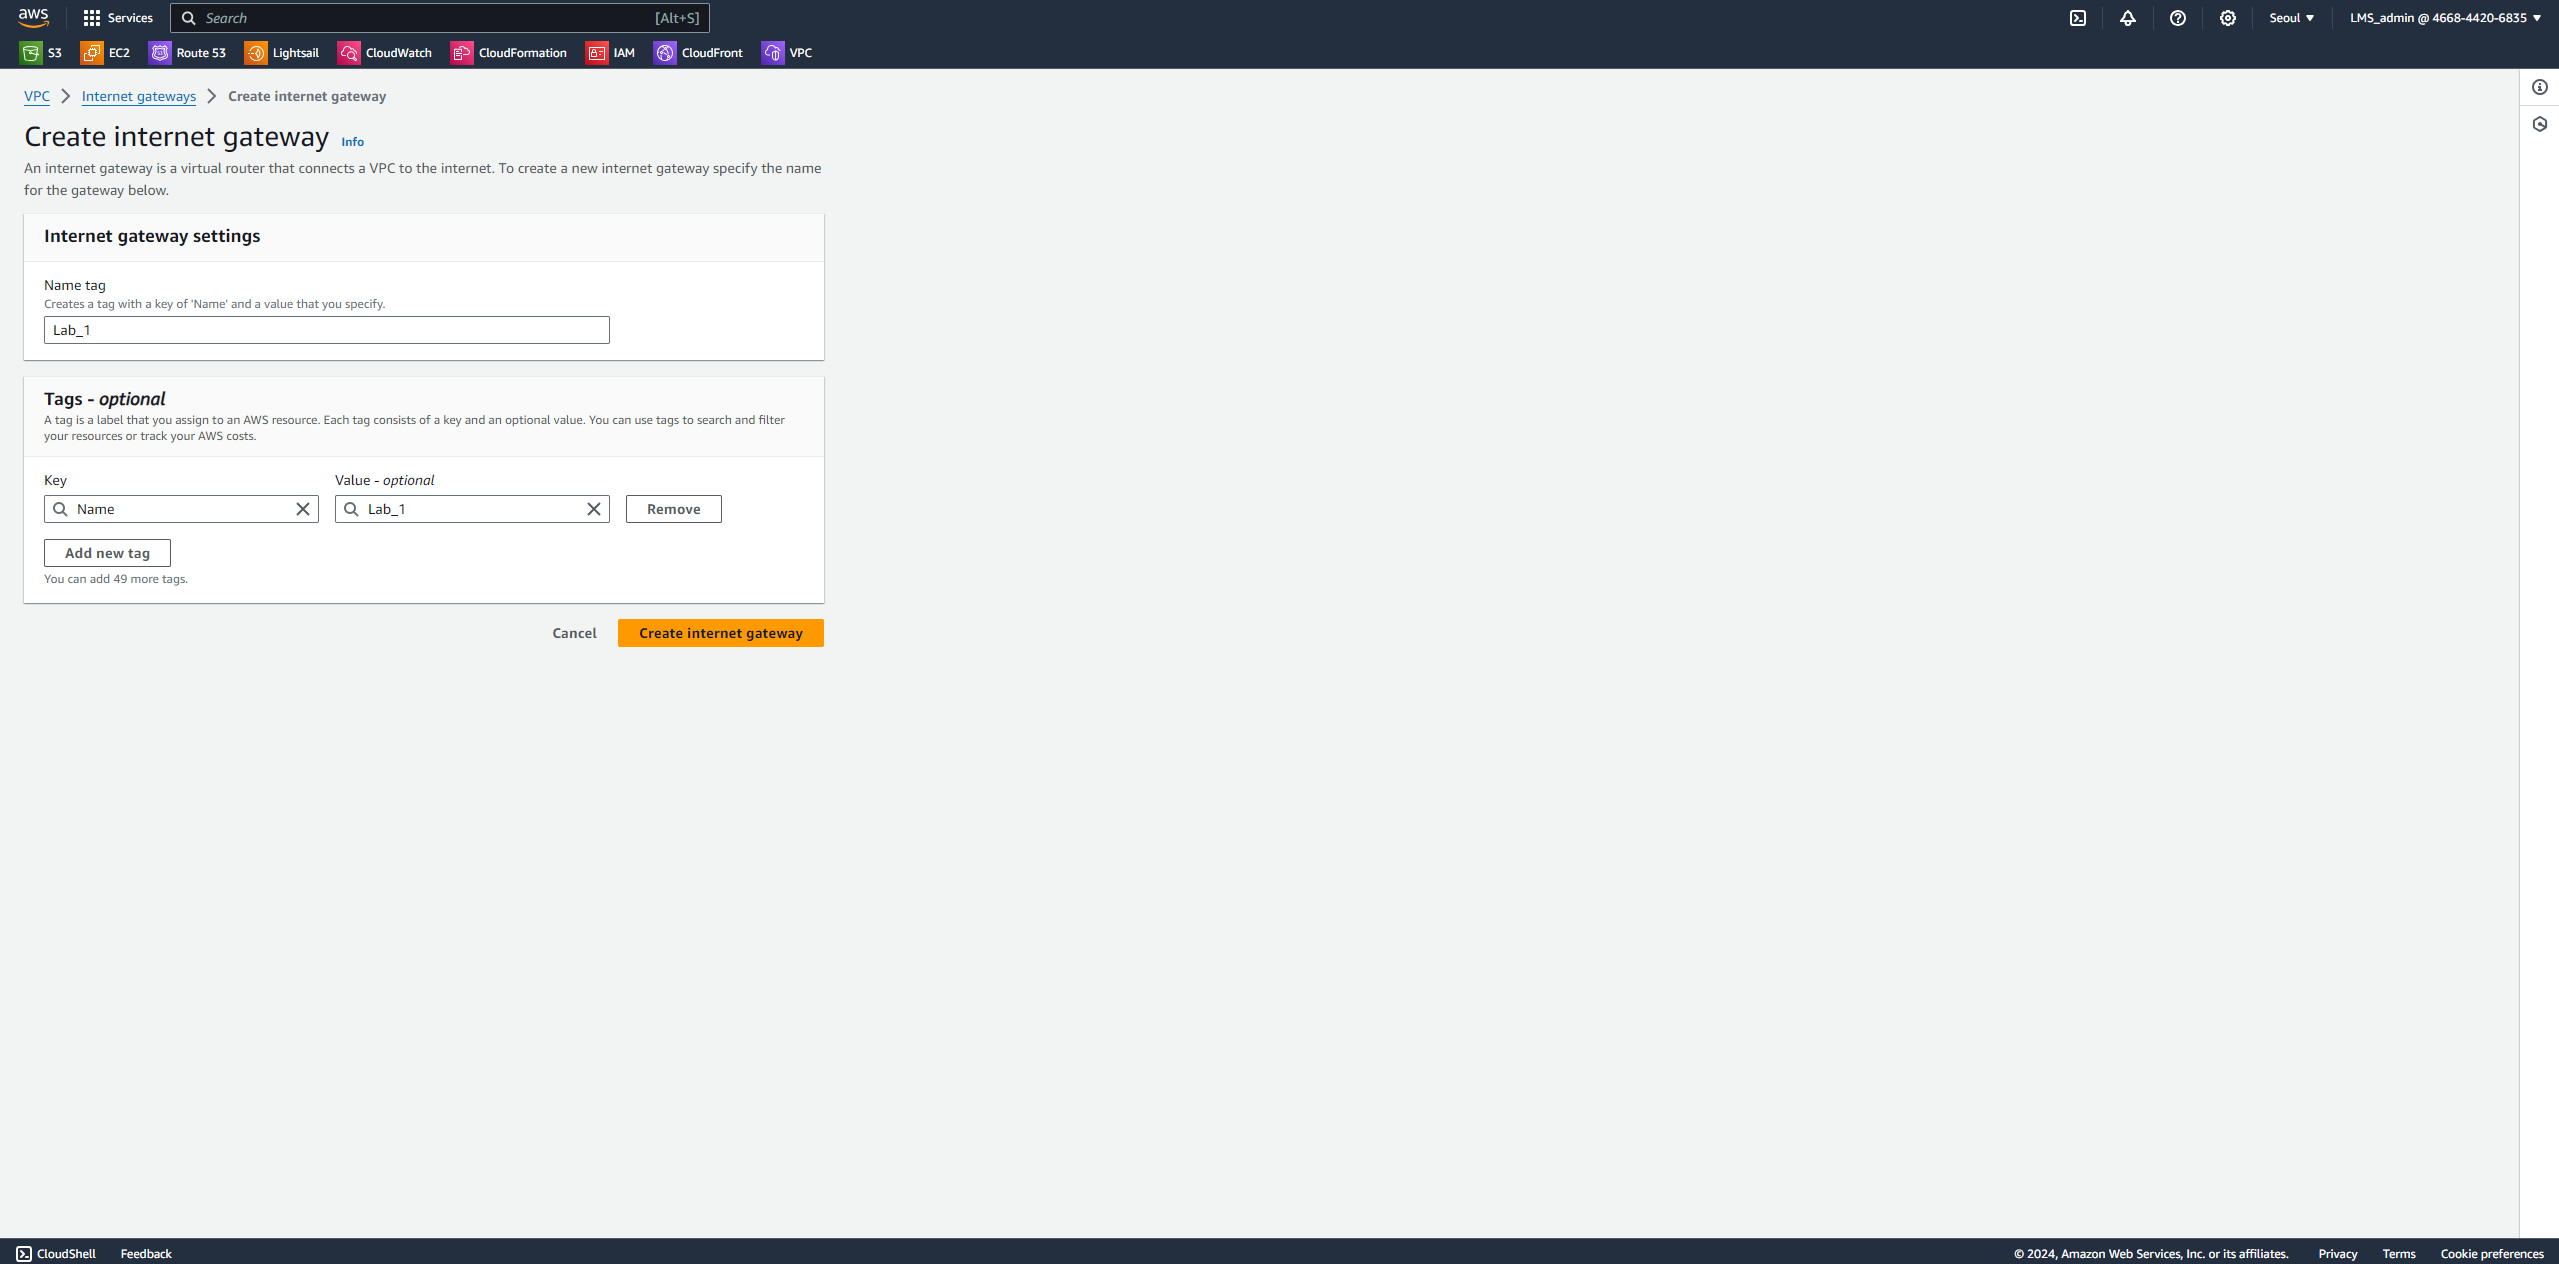 aws
Services
Search
[Alt+S]
Seoul
LMS_admin @ 4668-4420-6835
S3
EC2
Route 53
Lightsail
CloudWatch
CloudFormation
IAM
CloudFront
VPC
VPC
Internet gateways
Create internet gateway
Create internet gateway
Info
An internet gateway is a virtual router that connects a VPC to the internet. To create a new internet gateway specify the name
for the gateway below.
Internet gateway settings
Name tag
Creates a tag with a key of 'Name' and a value that you specify.
Lab_1
Tags - optional
A tag is a label that you assign to an AWS resource. Each tag consists of a key and an optional value. You can use tags to search and filter
your resources or track your AWS costs.
Key
Value - optional
Name
Lab_1
Remove
Add new tag
You can add 49 more tags.
Cancel
Create internet gateway
CloudShell
Feedback
© 2024, Amazon Web Services, Inc. or its affiliates.
Privacy
Terms
Cookie preferences